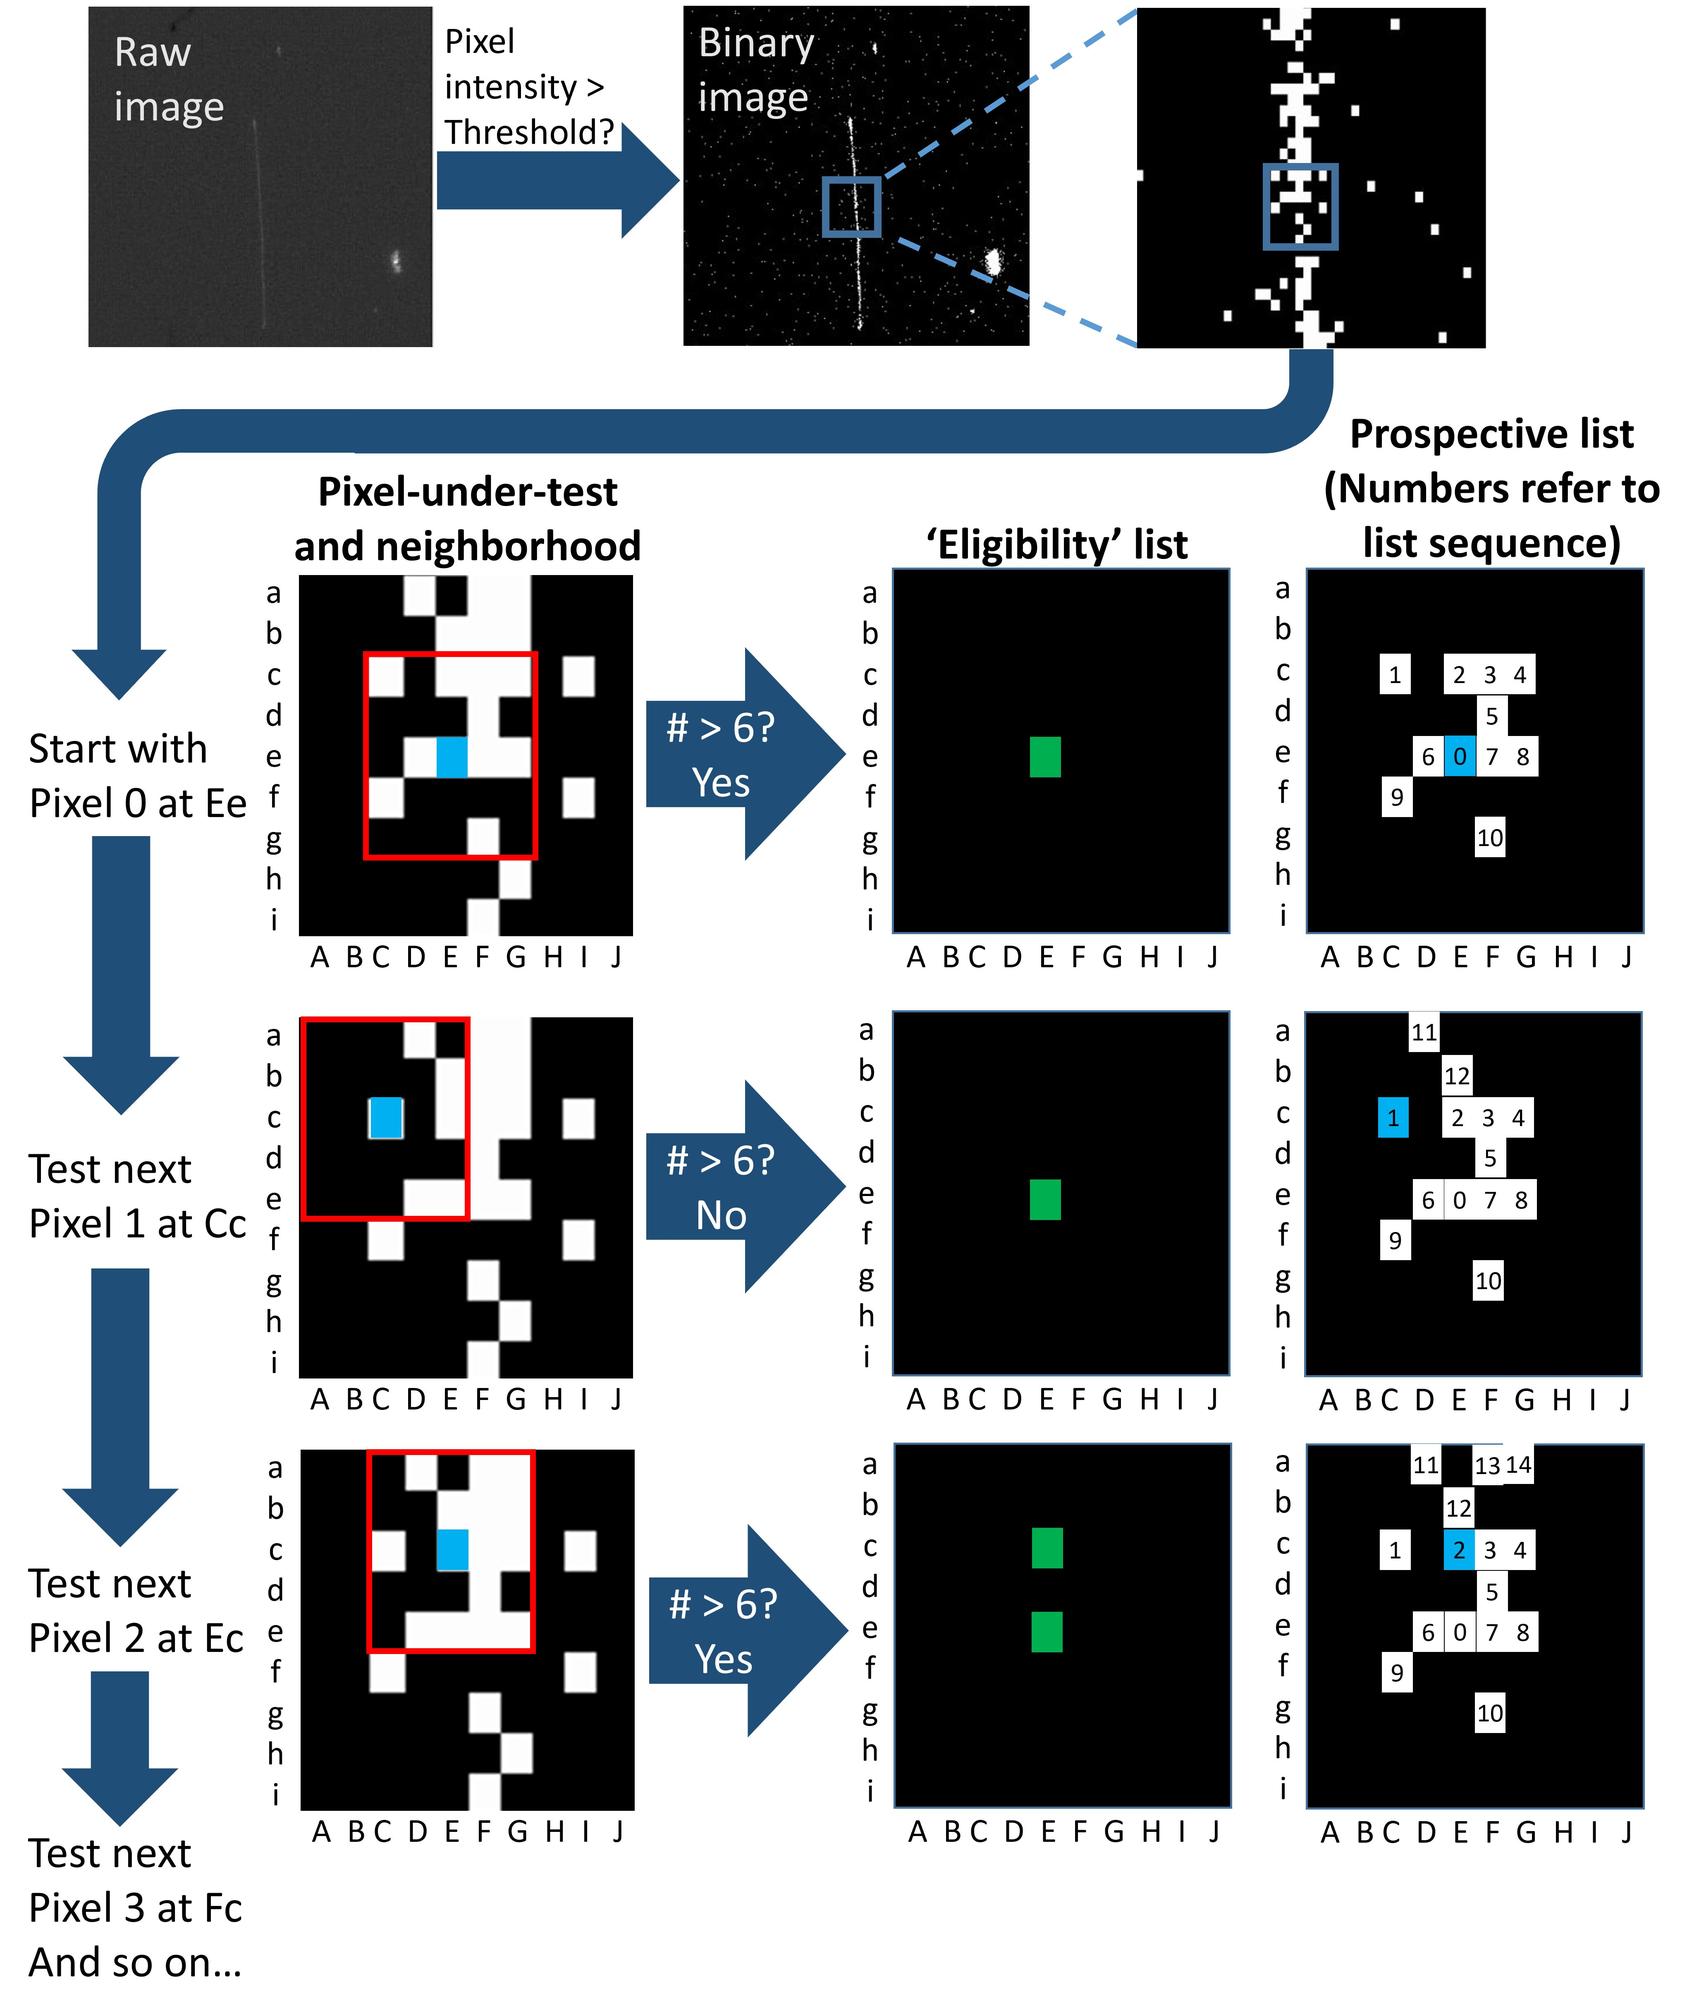 Raw
image
Pixel
intensity >
Threshold?
Binary
image
Pixel-under-test
and neighborhood
‘Eligibility’ list
Prospective list
(Numbers refer to
list sequence)
Start with
Pixel 0 at Ee
a
b
c
d
e
f
g
h
i
A B C D E F G H I J
# > 6?
Yes
a
b
c
d
e
f
g
h
i
A B C D E F G H I J
a
b
c 1 2 3 4
d 5
e 6 0 7 8
f 9
g 10
h
i
A B C D E F G H I J
Test next
Pixel 1 at Cc
a
b
c
d
e
f
g
h
i
A B C D E F G H I J
# > 6?
No
a
b
c
d
e
f
g
h
i
A B C D E F G H I J
a 11
b 12
c 1 2 3 4
d 5
e 6 0 7 8
f 9
g 10
h
i
A B C D E F G H I J
Test next
Pixel 2 at Ec
a
b
c
d
e
f
g
h
i
A B C D E F G H I J
# > 6?
Yes
a
b
c
d
e
f
g
h
i
A B C D E F G H I J
a 11 13 14
b 12
c 1 2 3 4
d 5
e 6 0 7 8
f 9
g 10
h
i
A B C D E F G H I J
Test next
Pixel 3 at Fc
And so on...